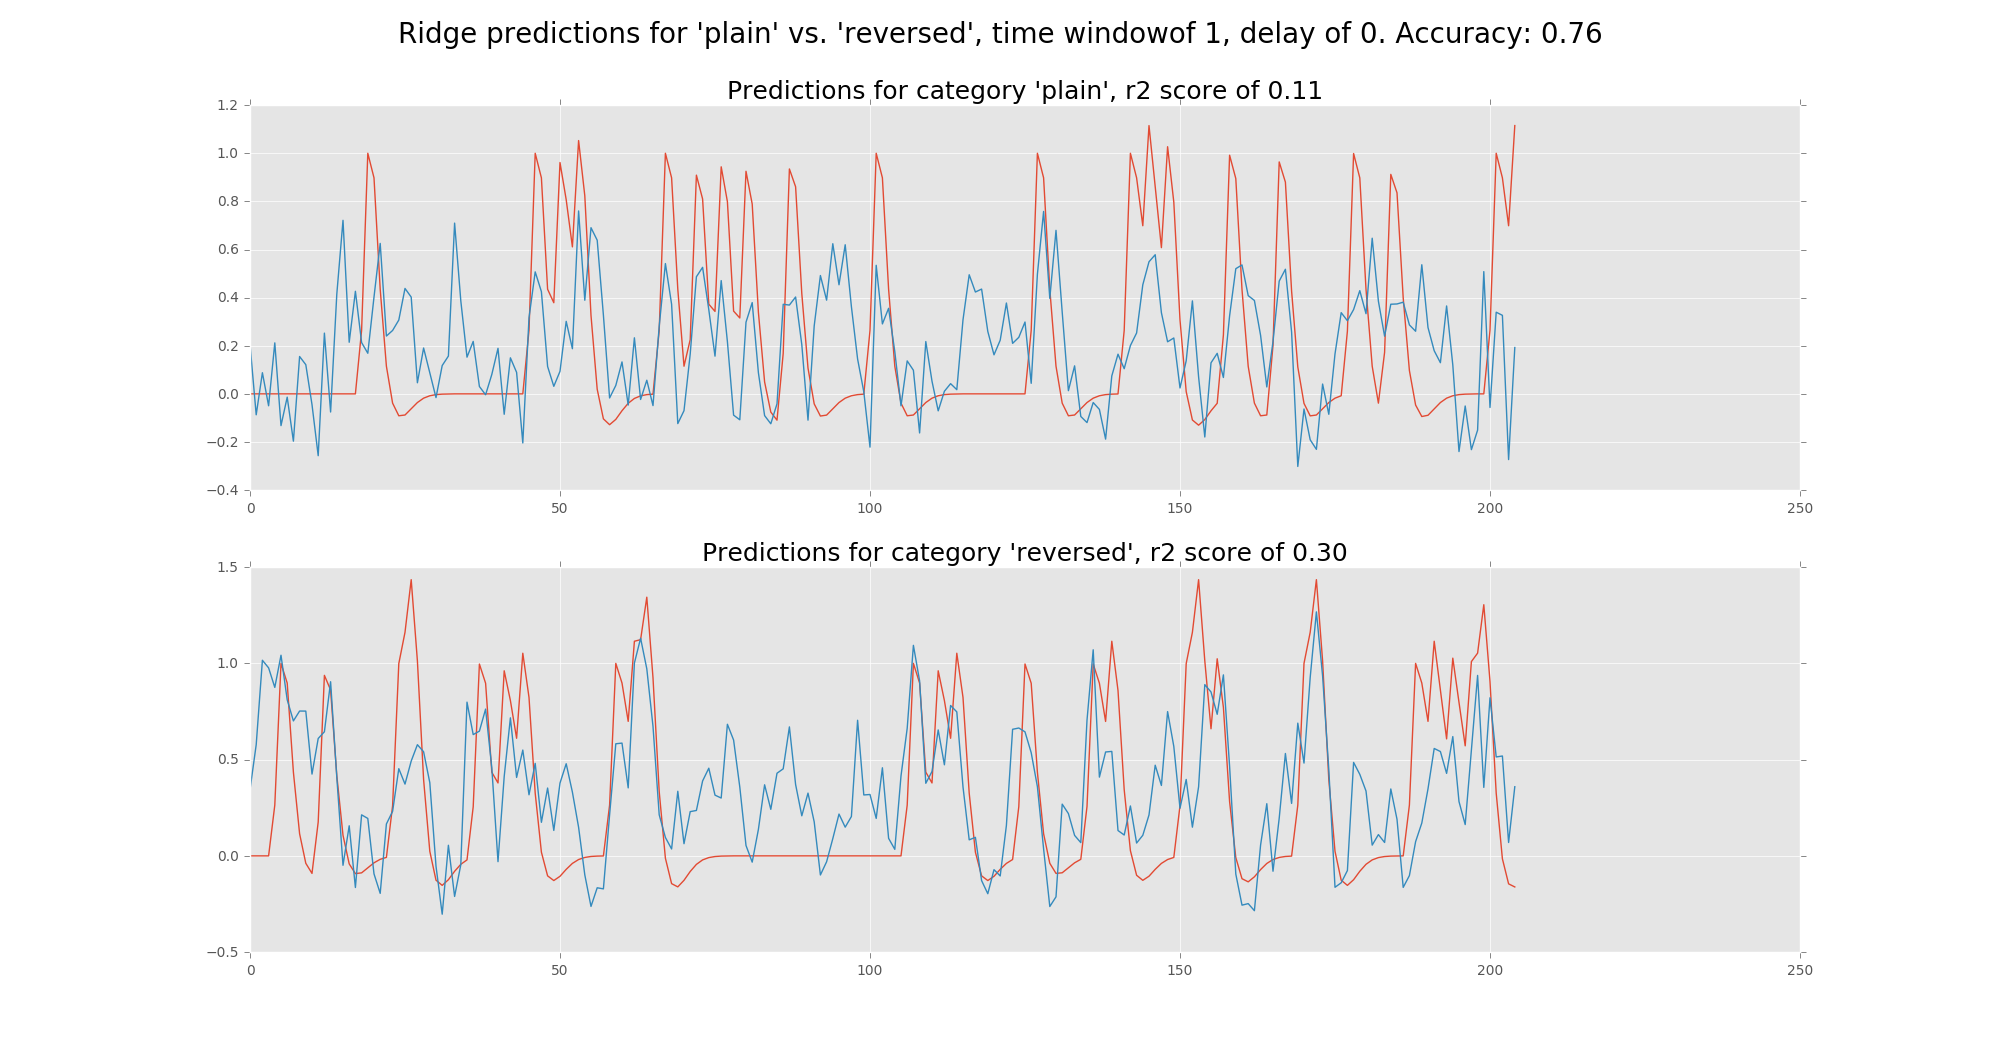 Ridge predictions for 'plain' vs. 'reversed', time windowof 1, delay of 0. Accuracy: 0.76
Predictions for category 'plain', r2 score of 0.11
1.2
1.0
0.8
0.6
0.4
0.2
0.0
−0.2
−0.4
0 50 100 150 200 250
Predictions for category 'reversed', r2 score of 0.30
1.5
1.0
0.5
0.0
−0.5
0 50 100 150 200 250